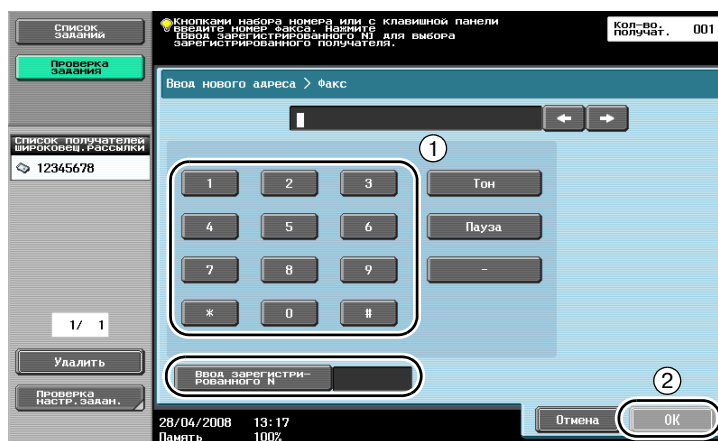 Список
заданий
Кнопками набора номера или с клавишной панели
введите номер факса. Нажмите
[Ввод зарегистрированного N] для выбора
зарегистрированного получателя.
Кол-во.
получат. 001
Проверка
задания
Ввод нового адреса > Факс
Список получателей
широковещ.рассылки
12345678
1
1 2 3 Тон
4 5 6 Пауза
7 8 9 -
* 0 #
1/ 1
Удалить
Ввод зарегистри-
рованного N
Проверка
настр.задан.
2
28/04/2008 13:17
Память 100%
Отмена OK